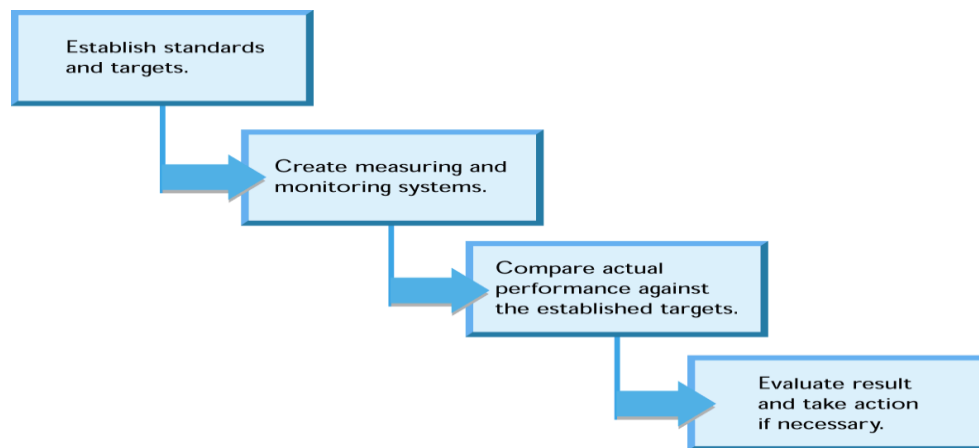 Establish standards
and targets.
Create measuring and
monitoring systems.
Compare actual
performance against
the established targets.
Evaluate result
and take action
if necessary.